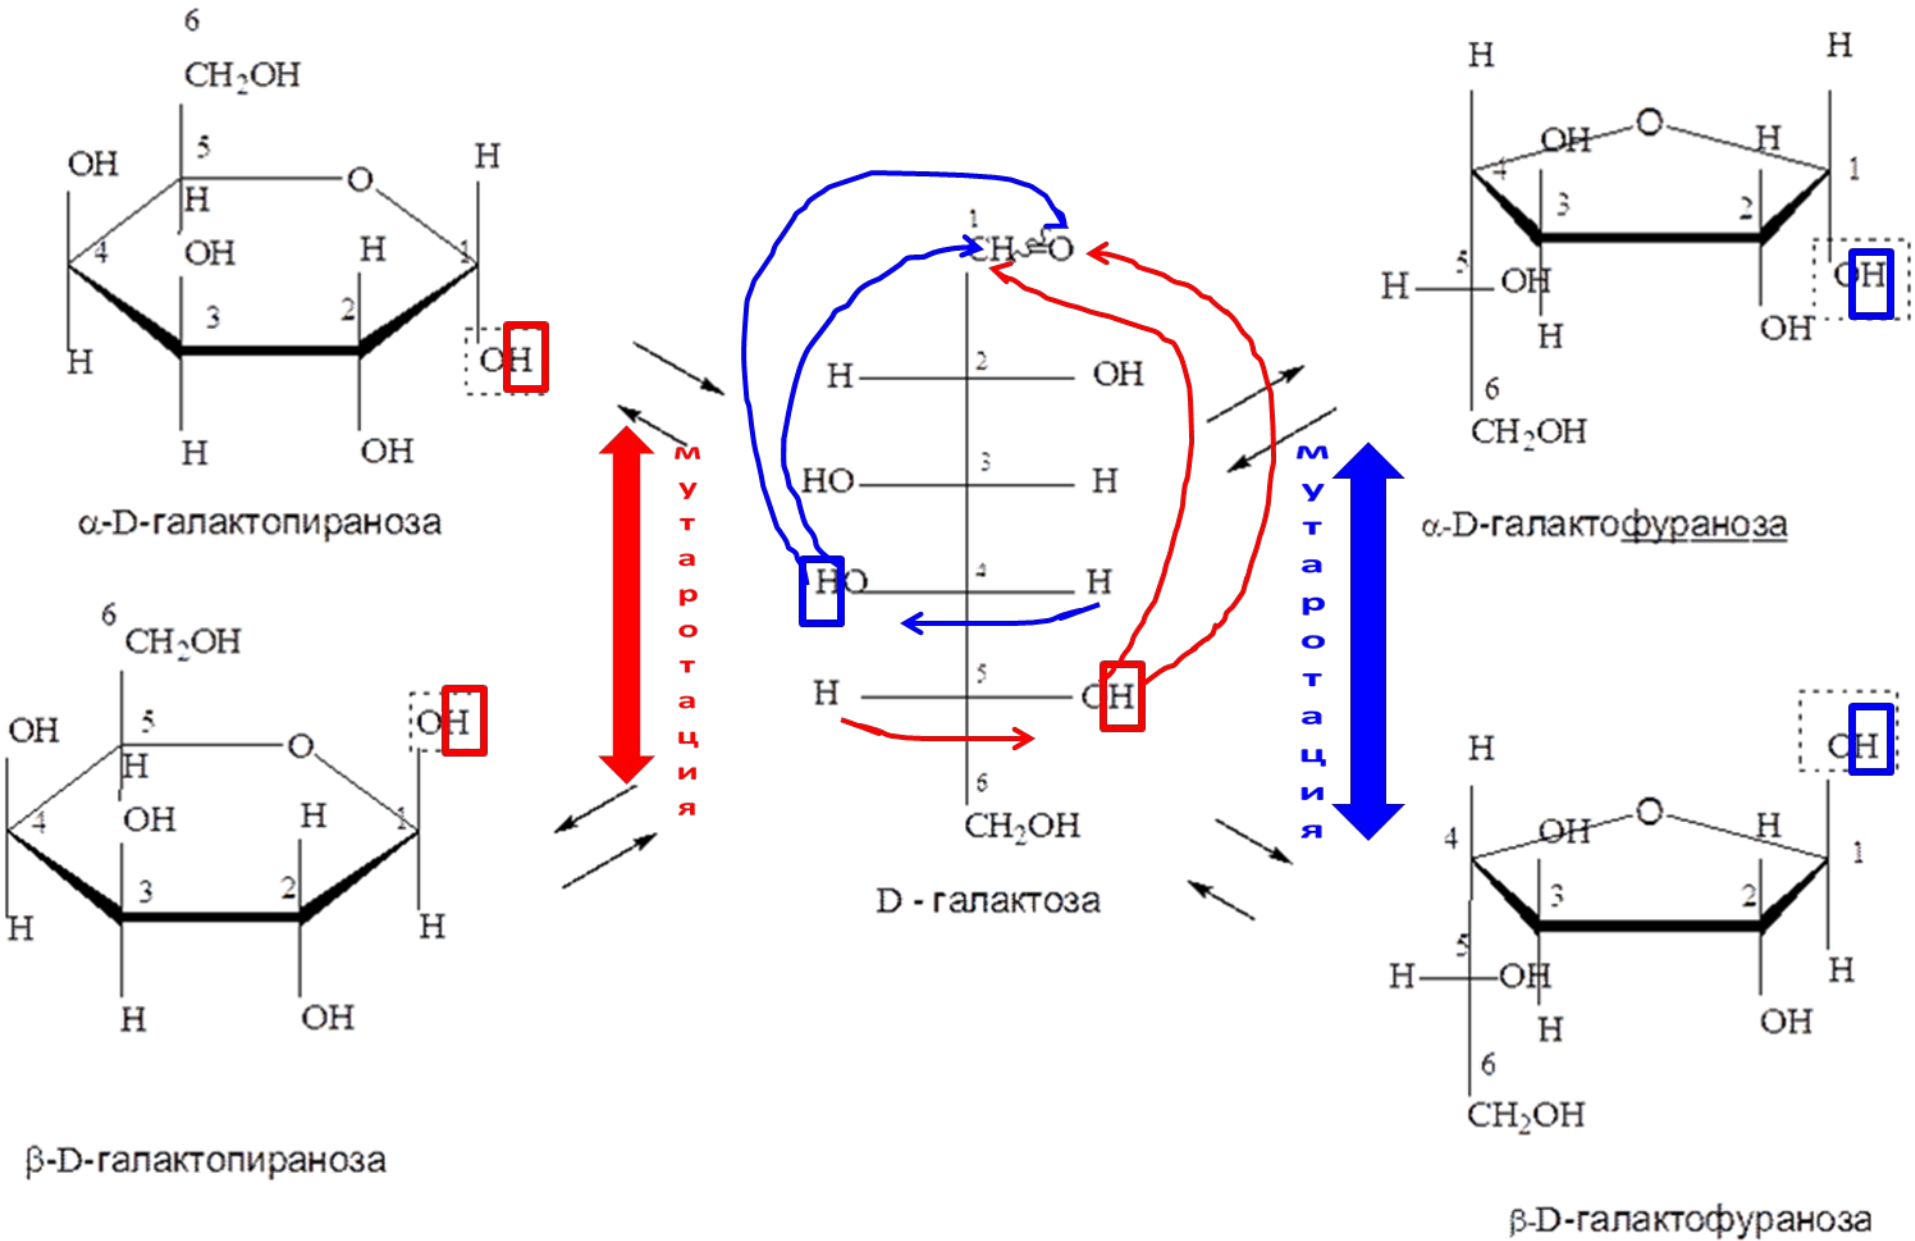 6
CH₂OH
5
OH
H
O
H
4
H
OH
H
1
3
2
H
OH
H
OH
α-D-галактопираноза
6
CH₂OH
5
OH
H
O
OH
4
H
OH
H
1
3
2
H
H
H
OH
β-D-галактопираноза
мутаротация
1
CH=O
H 2 OH
HO 3 H
HO 4 H
H 5 OH
6
CH₂OH
D - галактоза
мутаротация
H
H
O
OH
H
4
1
3
2
5
H
OH
OH
H
OH
6
CH₂OH
α-D-галактофураноза
H
OH
O
4
OH
H
1
3
2
5
H
OH
H
H
OH
6
CH₂OH
β-D-галактофураноза